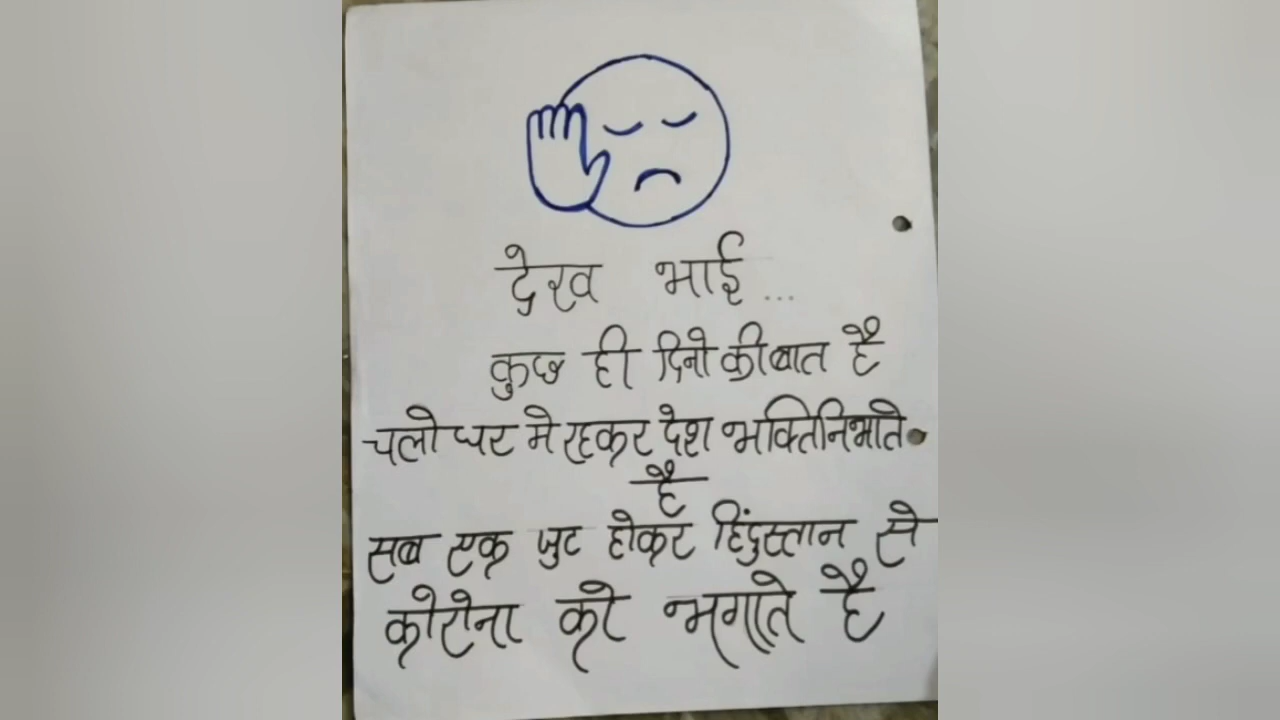 देख भाई...
कुछ ही दिनो की बात है
चलो घर मे रहकर देश भक्ति निभाते
है
सब एक जुट होकर हिंदुस्तान से
कोरोना को भगाते है